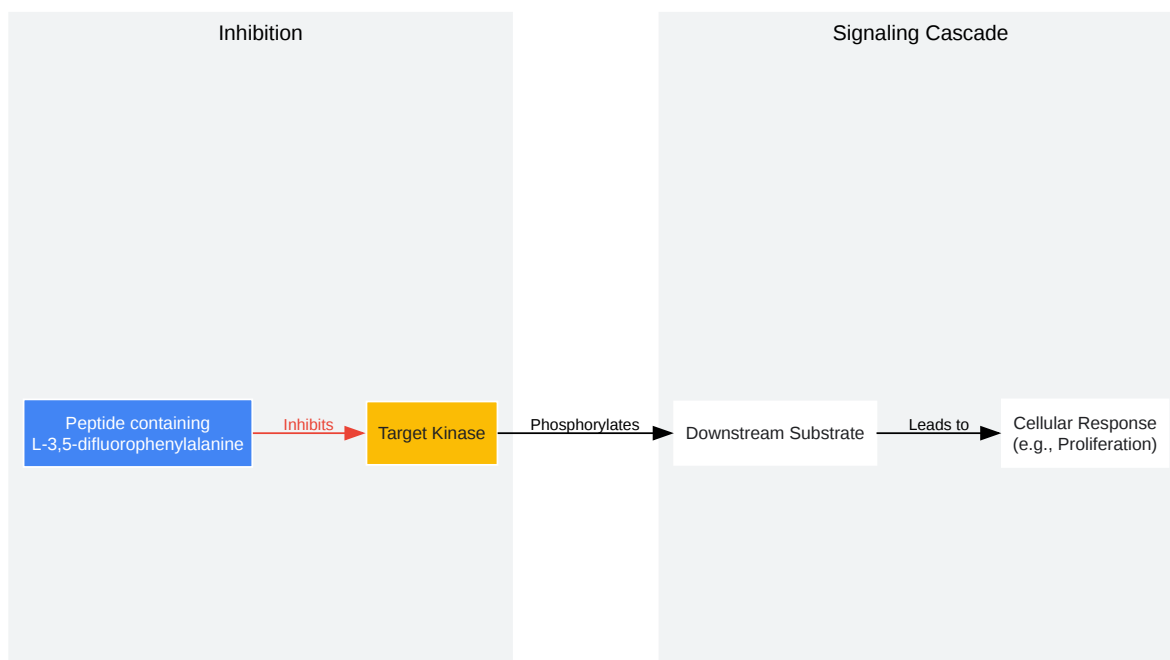 Inhibition
Signaling Cascade
Peptide containing
L-3,5-difluorophenylalanine
Inhibits
Target Kinase
Phosphorylates
Downstream Substrate
Leads to
Cellular Response
(e.g., Proliferation)